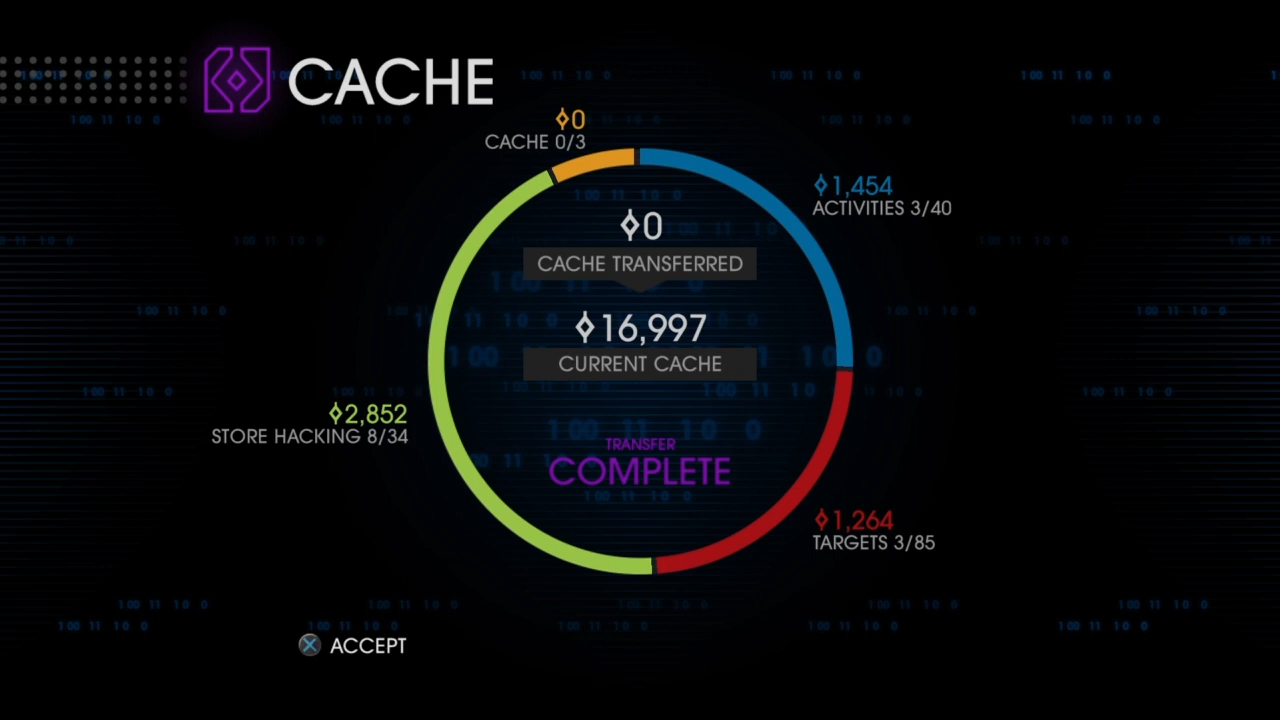 CACHE
0
CACHE 0/3
1,454
ACTIVITIES 3/40
0
CACHE TRANSFERRED
16,997
CURRENT CACHE
2,852
STORE HACKING 8/34
TRANSFER
COMPLETE
1,264
TARGETS 3/85
ACCEPT